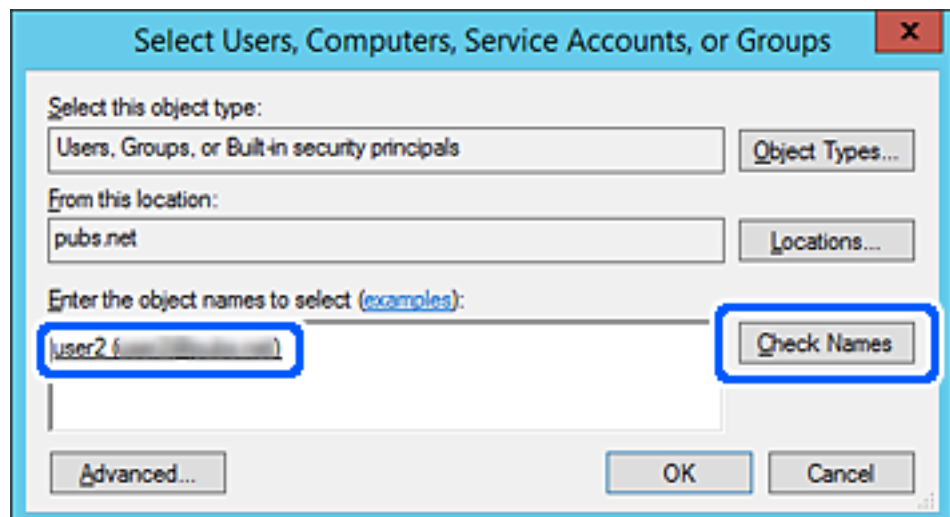 Select Users, Computers, Service Accounts, or Groups
x
Select this object type:
Users, Groups, or Built-in security principals
Object Types...
From this location:
pubs.net
Locations...
Enter the object names to select (examples):
user2 (
Check Names
Advanced...
OK
Cancel